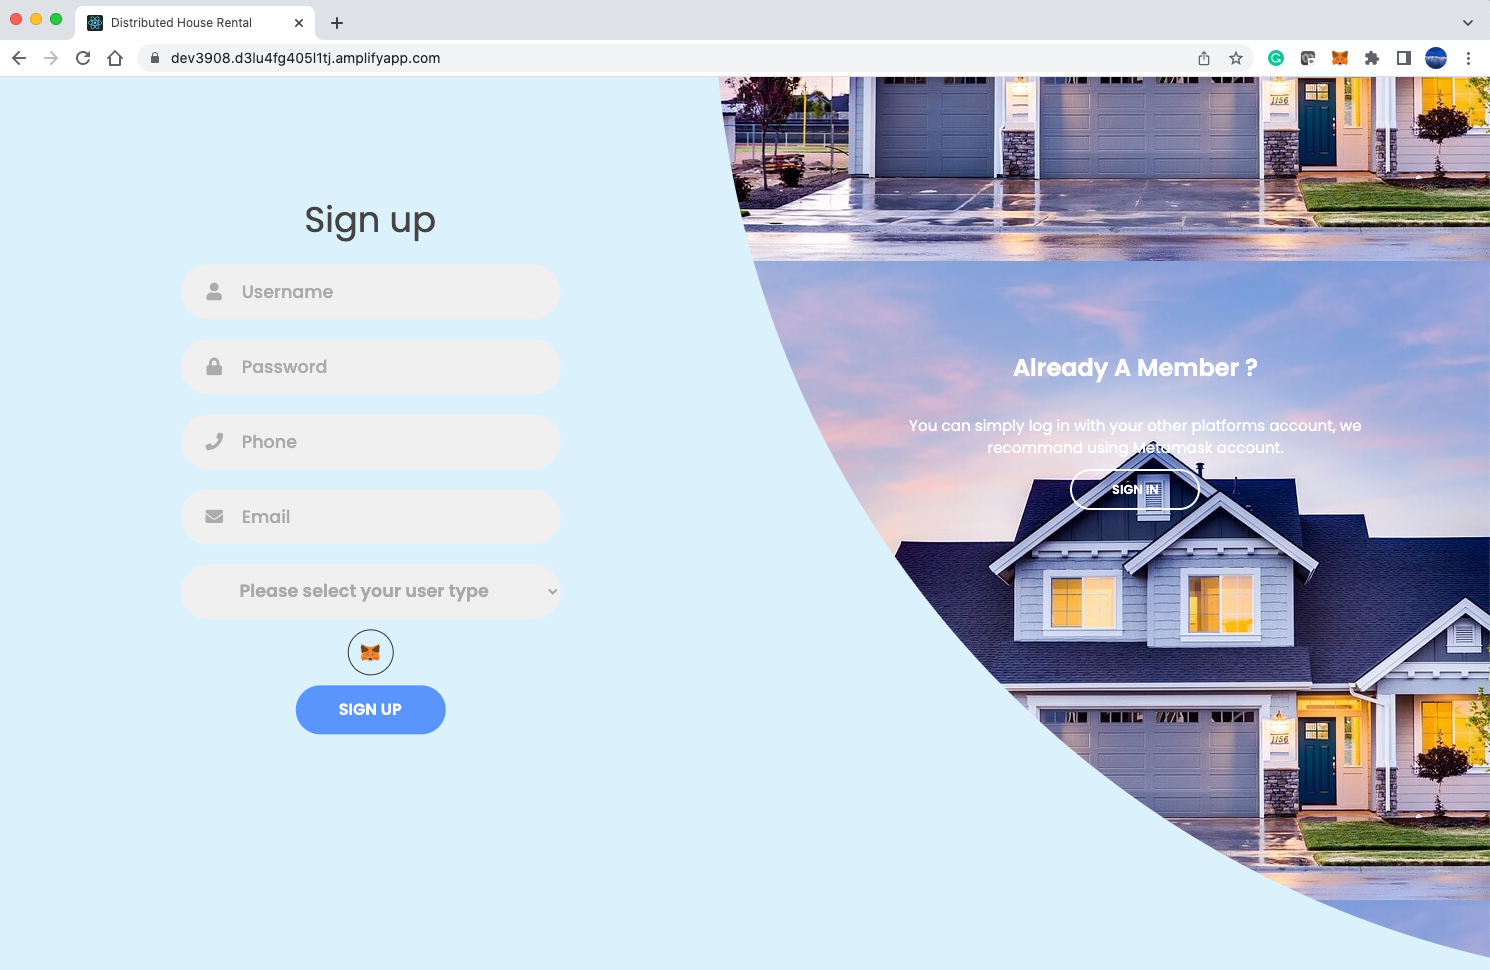 Distributed House Rental
dev3908.d3lu4fg405l1tj.amplifyapp.com
Sign up
Username
Password
Phone
Email
Please select your user type
SIGN UP
1156
Already A Member ?
You can simply log in with your other platforms account, we
recommand using Metamask account.
SIGN IN
1156